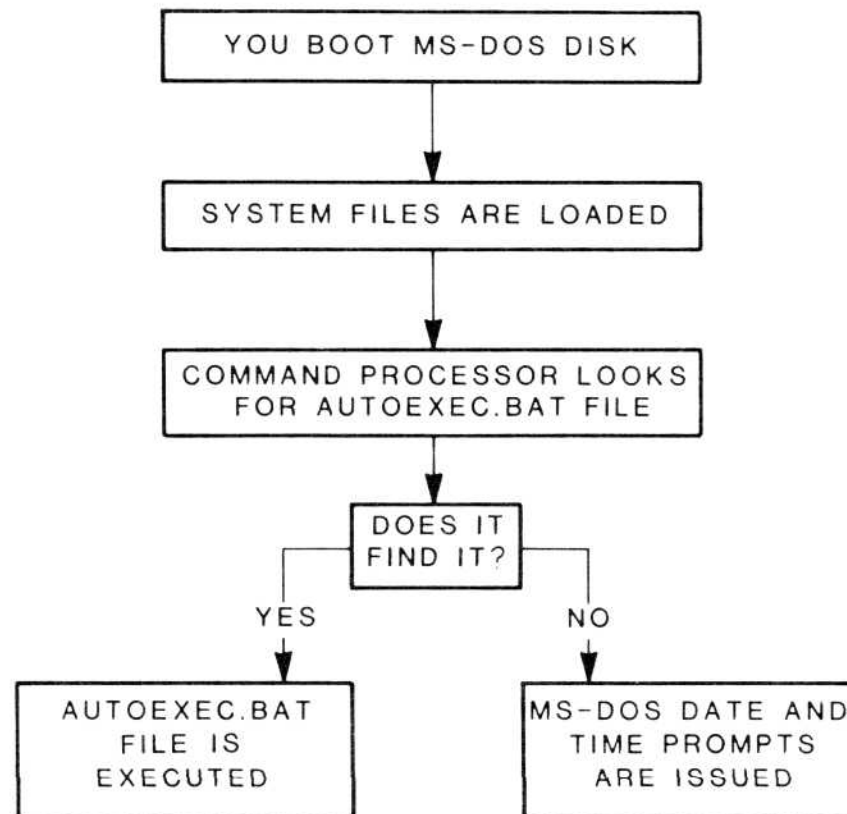 YOU BOOT MS-DOS DISK
SYSTEM FILES ARE LOADED
COMMAND PROCESSOR LOOKS
FOR AUTOEXEC.BAT FILE
DOES IT
FIND IT?
YES
NO
AUTOEXEC.BAT
FILE IS
EXECUTED
MS-DOS DATE AND
TIME PROMPTS
ARE ISSUED